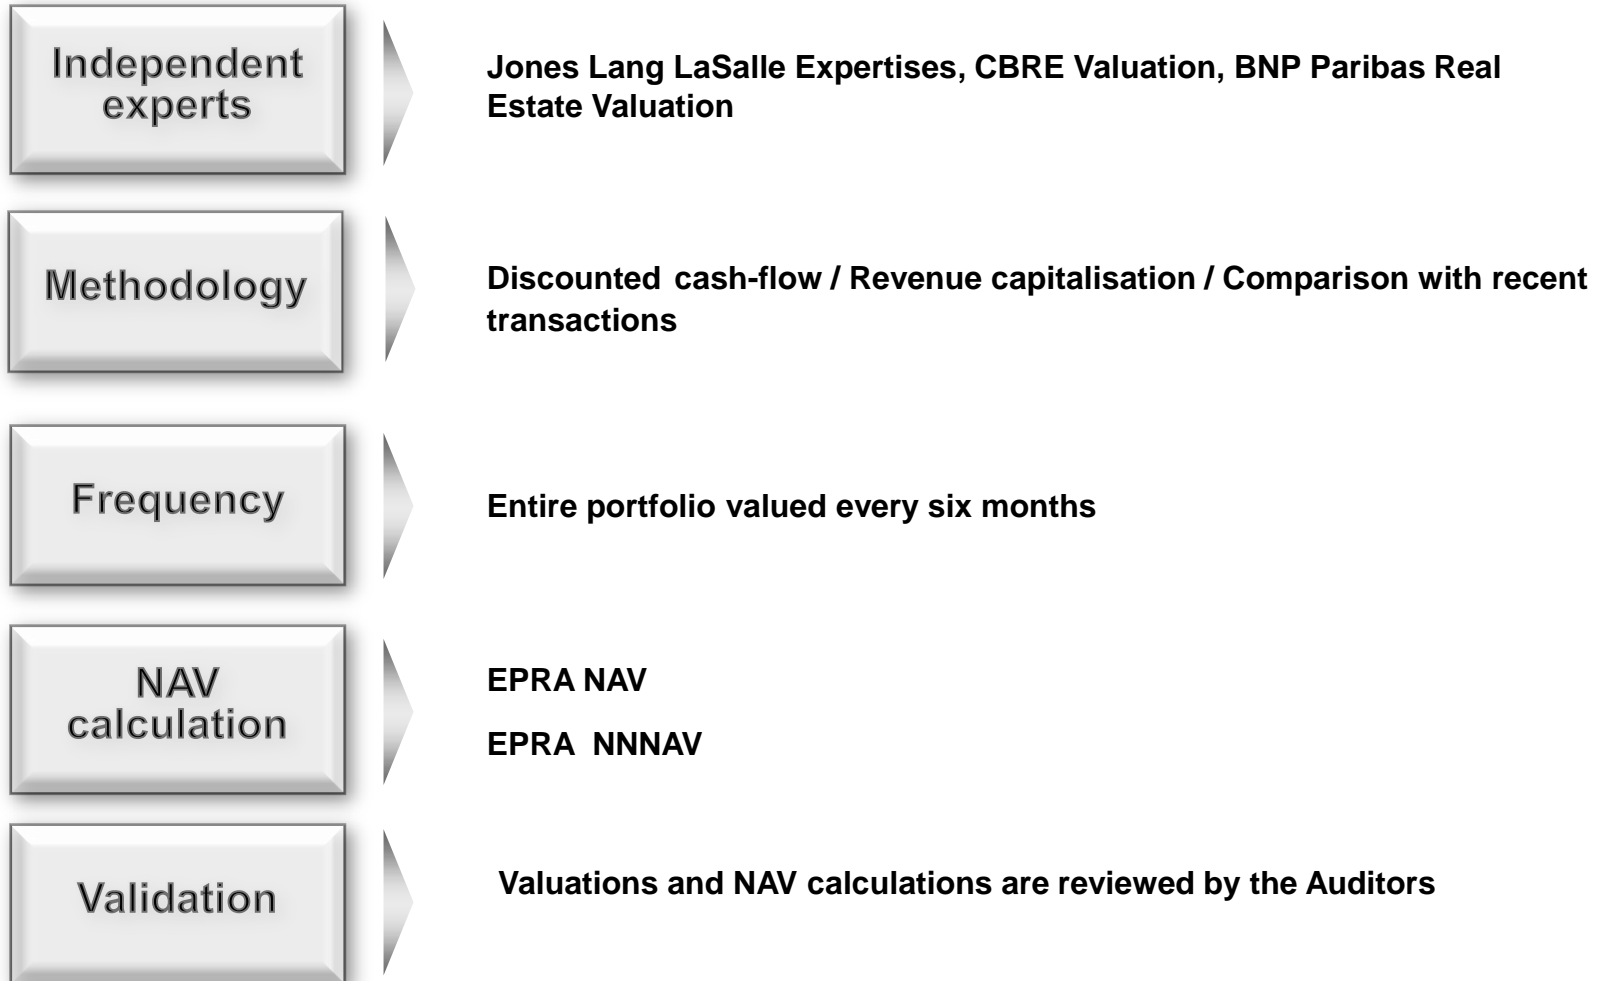 Independent
experts
Jones Lang LaSalle Expertises, CBRE Valuation, BNP Paribas Real
Estate Valuation
Methodology
Discounted cash-flow / Revenue capitalisation / Comparison with recent
transactions
Frequency
Entire portfolio valued every six months
NAV
calculation
EPRA NAV
EPRA NNNAV
Validation
Valuations and NAV calculations are reviewed by the Auditors